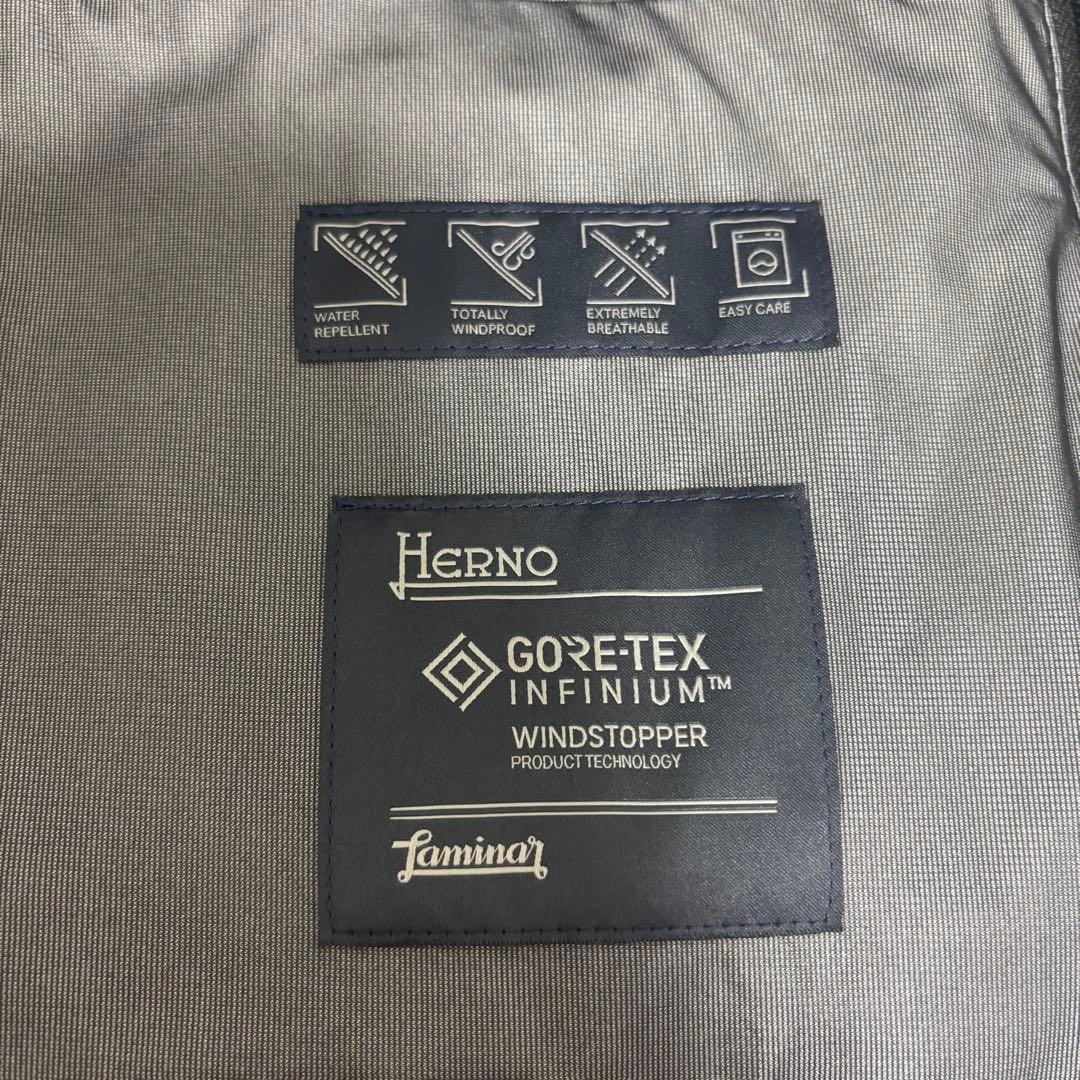 WATER
REPELLENT
TOTALLY
WINDPROOF
EXTREMELY
BREATHABLE
EASY CARE
HERNO
GORE-TEX
INFINIUM™
WINDSTOPPER
PRODUCT TECHNOLOGY
Laminar